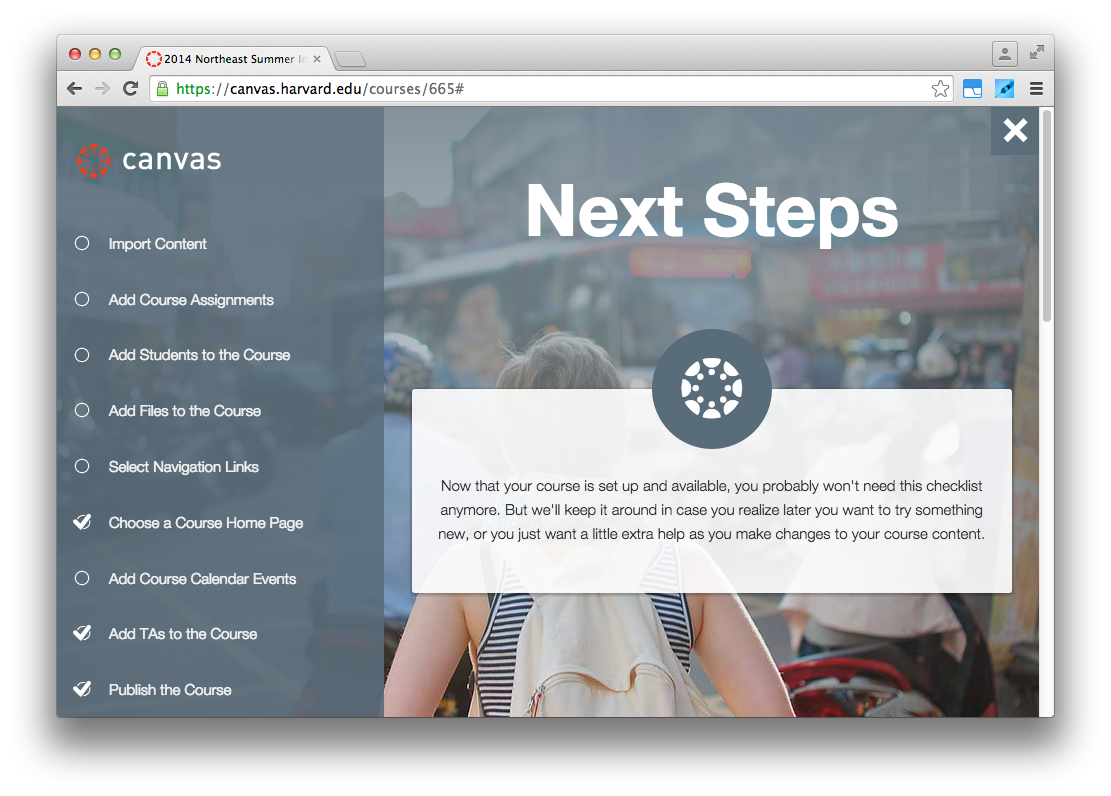 2014 Northeast Summer In
https://canvas.harvard.edu/courses/665#
canvas
Import Content
Add Course Assignments
Add Students to the Course
Add Files to the Course
Select Navigation Links
Choose a Course Home Page
Add Course Calendar Events
Add TAs to the Course
Publish the Course
Next Steps
Now that your course is set up and available, you probably won't need this checklist
anymore. But we'll keep it around in case you realize later you want to try something
new, or you just want a little extra help as you make changes to your course content.